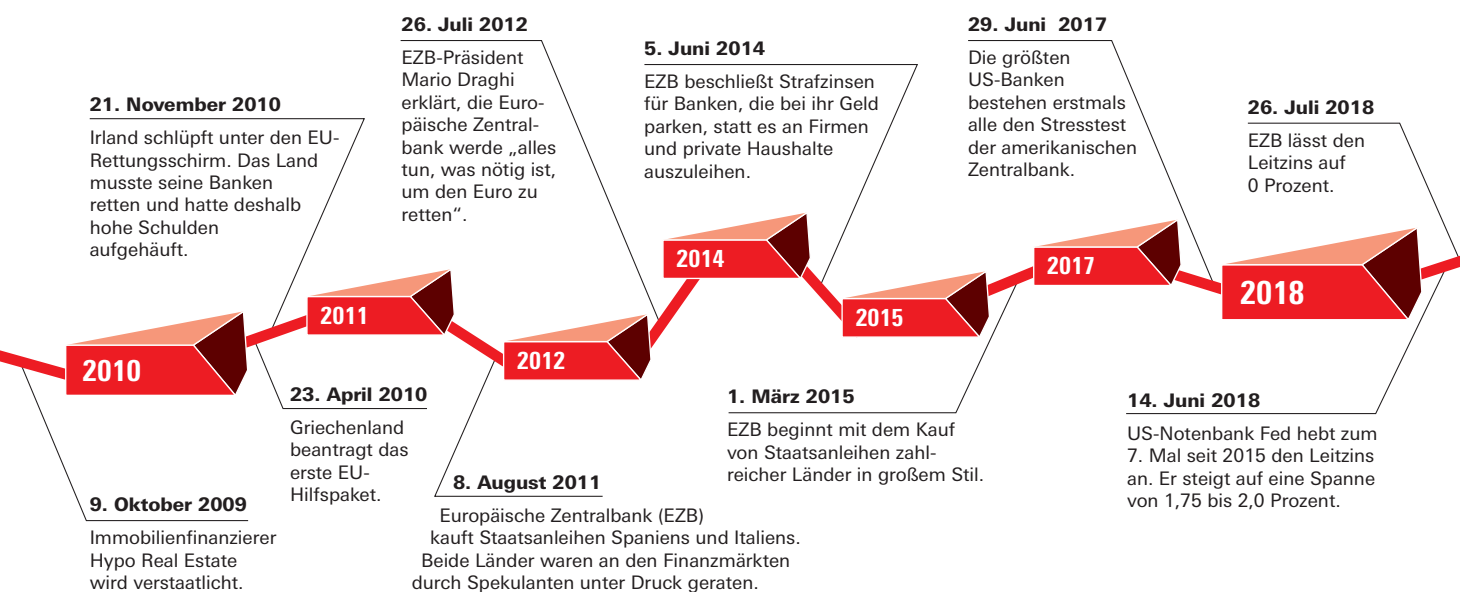 21. November 2010
Irland schlüpft unter den EU-
Rettungsschirm. Das Land
musste seine Banken
retten und hatte deshalb
hohe Schulden
aufgehäuft.
26. Juli 2012
EZB-Präsident
Mario Draghi
erklärt, die Euro-
päische Zentral-
bank werde „alles
tun, was nötig ist,
um den Euro zu
retten“.
5. Juni 2014
EZB beschließt Strafzinsen
für Banken, die bei ihr Geld
parken, statt es an Firmen
und private Haushalte
auszuleihen.
29. Juni 2017
Die größten
US-Banken
bestehen erstmals
alle den Stresstest
der amerikanischen
Zentralbank.
26. Juli 2018
EZB lässt den
Leitzins auf
0 Prozent.
2010
2011
2012
2014
2015
2017
2018
9. Oktober 2009
Immobilienfinanzierer
Hypo Real Estate
wird verstaatlicht.
23. April 2010
Griechenland
beantragt das
erste EU-
Hilfspaket.
8. August 2011
Europäische Zentralbank (EZB)
kauft Staatsanleihen Spaniens und Italiens.
Beide Länder waren an den Finanzmärkten
durch Spekulanten unter Druck geraten.
1. März 2015
EZB beginnt mit dem Kauf
von Staatsanleihen zahl-
reicher Länder in großem Stil.
14. Juni 2018
US-Notenbank Fed hebt zum
7. Mal seit 2015 den Leitzins
an. Er steigt auf eine Spanne
von 1,75 bis 2,0 Prozent.